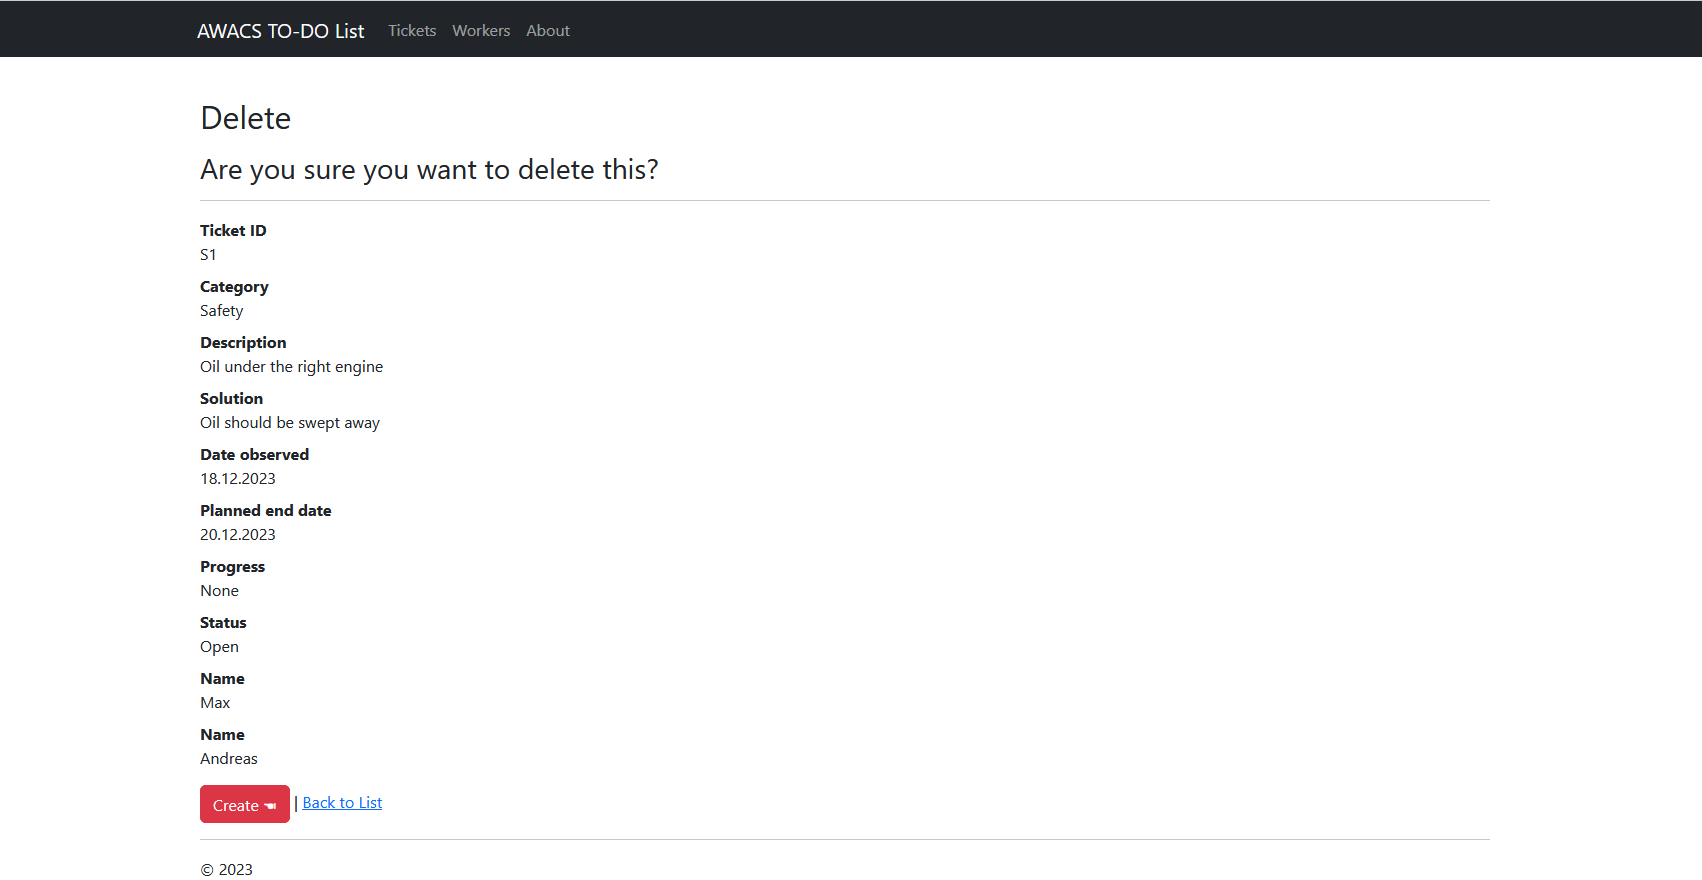 AWACS TO-DO List Tickets Workers About
Delete
Are you sure you want to delete this?
Ticket ID
S1
Category
Safety
Description
Oil under the right engine
Solution
Oil should be swept away
Date observed
18.12.2023
Planned end date
20.12.2023
Progress
None
Status
Open
Name
Max
Name
Andreas
Create | Back to List
© 2023